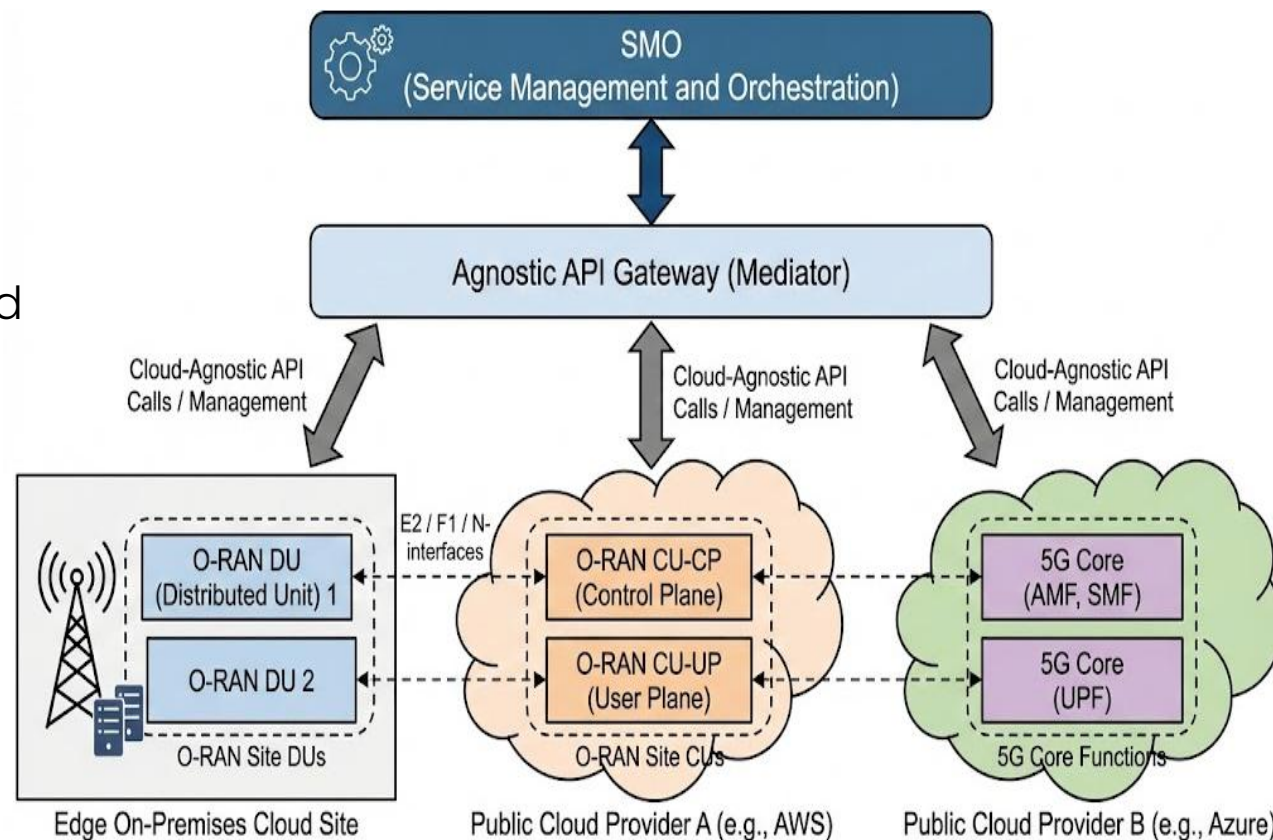 SMO
(Service Management and Orchestration)
Agnostic API Gateway (Mediator)
d
Cloud-Agnostic API
Calls / Management
Cloud-Agnostic API
Calls / Management
Cloud-Agnostic API
Calls / Management
E2 / F1 / N-
interfaces
O-RAN DU
(Distributed Unit) 1
O-RAN DU 2
O-RAN Site DUs
Edge On-Premises Cloud Site
O-RAN CU-CP
(Control Plane)
O-RAN CU-UP
(User Plane)
O-RAN Site CUs
Public Cloud Provider A (e.g., AWS)
5G Core
(AMF, SMF)
5G Core
(UPF)
5G Core Functions
Public Cloud Provider B (e.g., Azure)